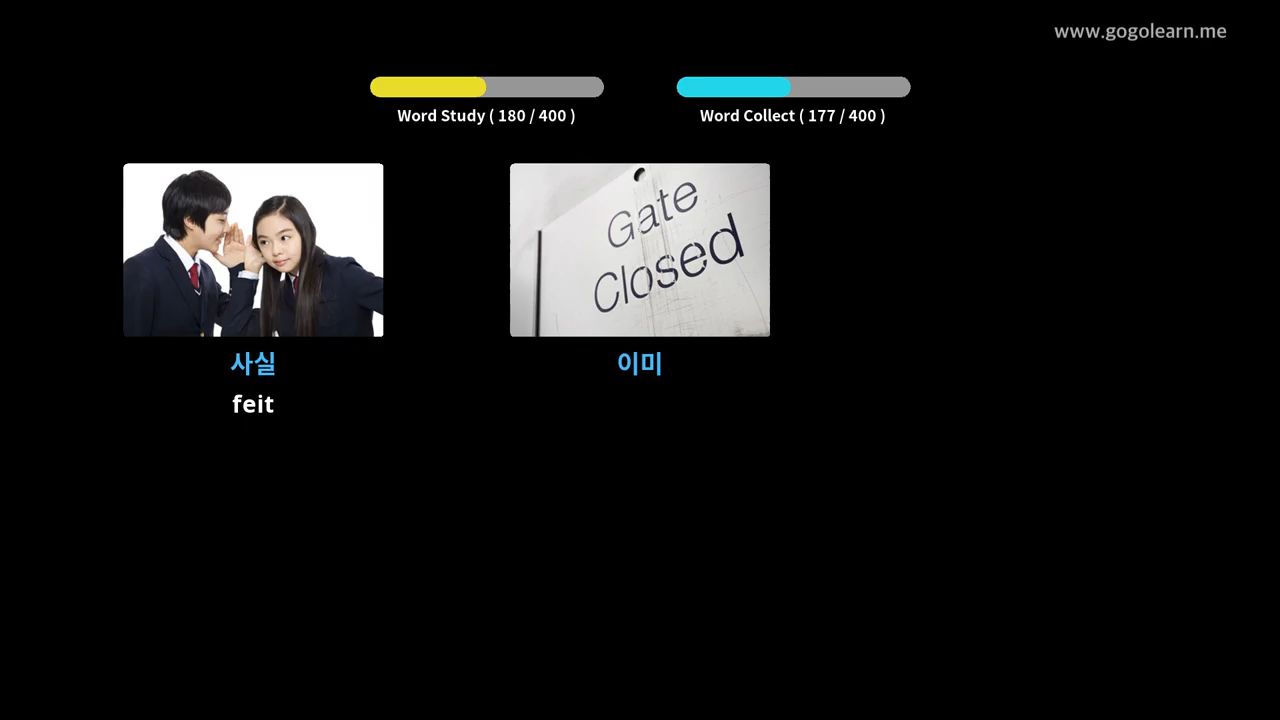 www.gogolearn.me
Word Study ( 180 / 400 )
Word Collect ( 177 / 400 )
Gate
Closed
사실
이미
feit